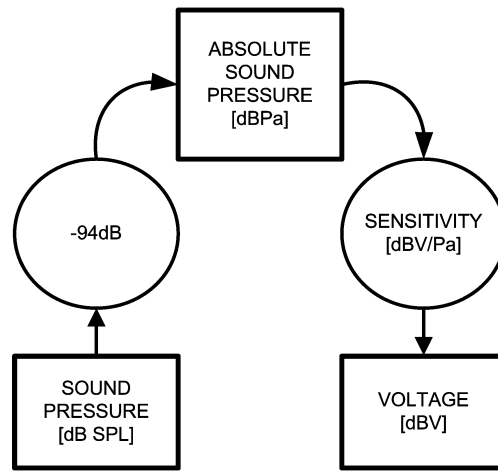 ABSOLUTE
SOUND
PRESSURE
[dBPa]
-94dB
SENSITIVITY
[dBV/Pa]
SOUND
PRESSURE
[dB SPL]
VOLTAGE
[dBV]